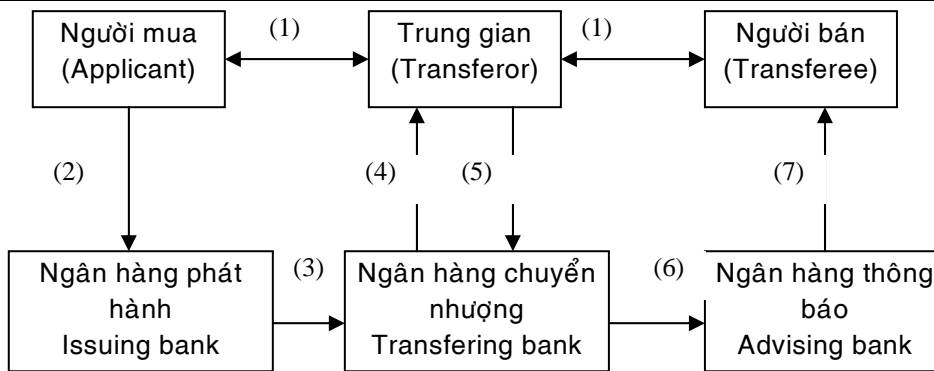 Người mua
(Applicant)
(1)
Trung gian
(Transferor)
(1)
Người bán
(Transferee)
(2)
(4)
(5)
(7)
Ngân hàng phát
hành
Issuing bank
(3)
Ngân hàng chuyển
nhượng
Transfering bank
(6)
Ngân hàng thông
báo
Advising bank